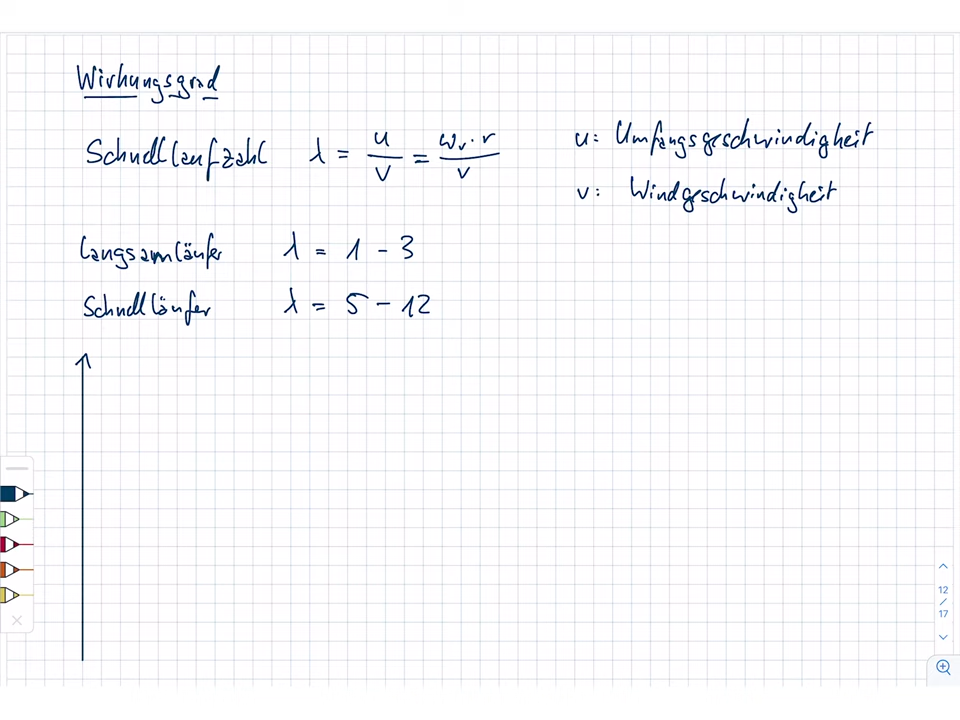 Wirkungsgrad
Schnelllaufzahl λ = u/v = ωᵣ · r/v
u: Umfangsgeschwindigkeit
v: Windgeschwindigkeit
Langsamläufer λ = 1 - 3
Schnellläufer λ = 5 - 12
12
/
17